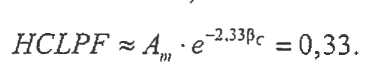 HCLPF ≈ A_m · e^{-2.33β_C} = 0,33.